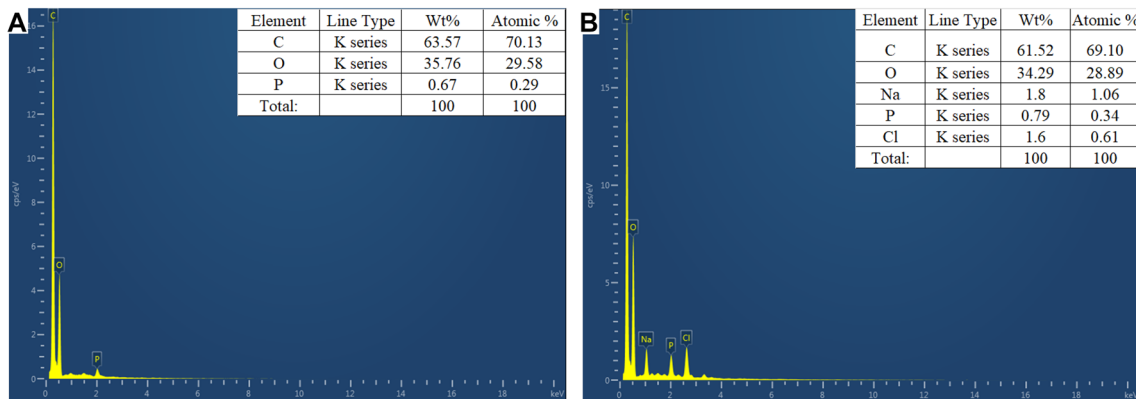 A
Element Line Type Wt% Atomic %
C K series 63.57 70.13
O K series 35.76 29.58
P K series 0.67 0.29
Total: 100 100
C
O
P
cps/eV
16
14
12
10
8
6
4
2
0
0 2 4 6 8 10 12 14 16 18 keV
B
Element Line Type Wt% Atomic %
C K series 61.52 69.10
O K series 34.29 28.89
Na K series 1.8 1.06
P K series 0.79 0.34
Cl K series 1.6 0.61
Total: 100 100
C
O
Na
P
Cl
cps/eV
15
10
5
0
0 2 4 6 8 10 12 14 16 18 keV